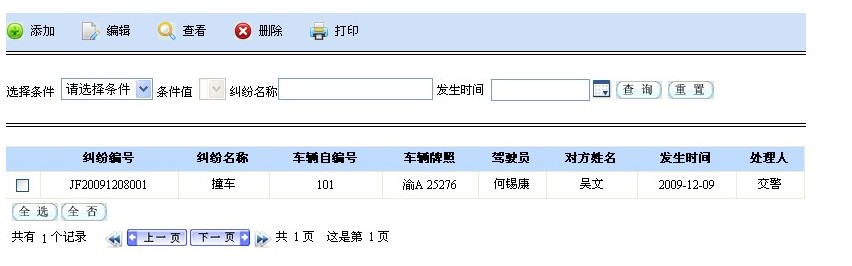 添加 编辑 查看 删除 打印
选择条件 请选择条件 条件值 纠纷名称 发生时间 查 询 重 置
纠纷编号 纠纷名称 车辆自编号 车辆牌照 驾驶员 对方姓名 发生时间 处理人
JF20091208001 撞车 101 渝A 25276 何锡康 吴文 2009-12-09 交警
全 选 全 否
共有 1 个记录 上一页 下一页 共 1 页 这是第 1 页